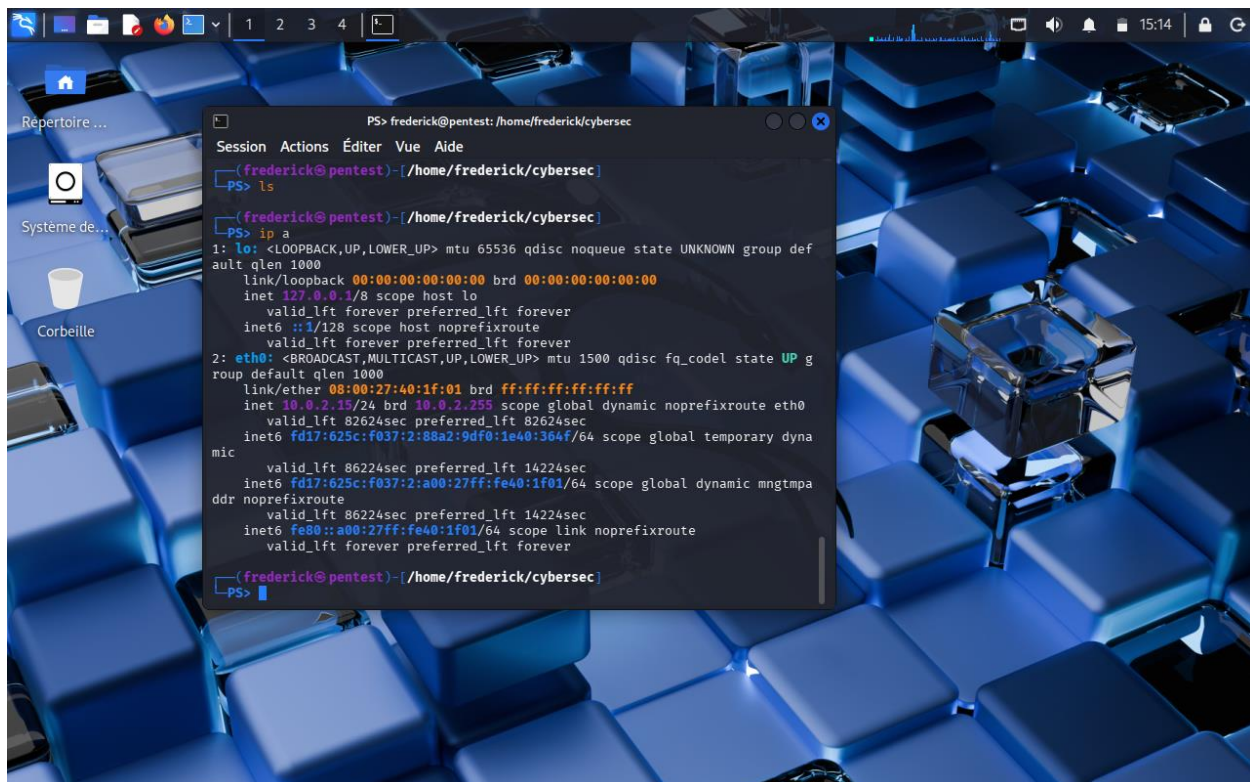 1 2 3 4
15:14
Répertoire ...
Système de...
Corbeille
PS> frederick@pentest: /home/frederick/cybersec
Session Actions Éditer Vue Aide
┌──(frederick㉿pentest)-[/home/frederick/cybersec]
└─PS> ls
┌──(frederick㉿pentest)-[/home/frederick/cybersec]
└─PS> ip a
1: lo: <LOOPBACK,UP,LOWER_UP> mtu 65536 qdisc noqueue state UNKNOWN group def
ault qlen 1000
link/loopback 00:00:00:00:00:00 brd 00:00:00:00:00:00
inet 127.0.0.1/8 scope host lo
valid_lft forever preferred_lft forever
inet6 ::1/128 scope host noprefixroute
valid_lft forever preferred_lft forever
2: eth0: <BROADCAST,MULTICAST,UP,LOWER_UP> mtu 1500 qdisc fq_codel state UP g
roup default qlen 1000
link/ether 08:00:27:40:1f:01 brd ff:ff:ff:ff:ff:ff
inet 10.0.2.15/24 brd 10.0.2.255 scope global dynamic noprefixroute eth0
valid_lft 82624sec preferred_lft 82624sec
inet6 fd17:625c:f037:2:88a2:9df0:1e40:364f/64 scope global temporary dyna
mic
valid_lft 86224sec preferred_lft 14224sec
inet6 fd17:625c:f037:2:a00:27ff:fe40:1f01/64 scope global dynamic mngtmpa
ddr noprefixroute
valid_lft 86224sec preferred_lft 14224sec
inet6 fe80::a00:27ff:fe40:1f01/64 scope link noprefixroute
valid_lft forever preferred_lft forever
┌──(frederick㉿pentest)-[/home/frederick/cybersec]
└─PS>